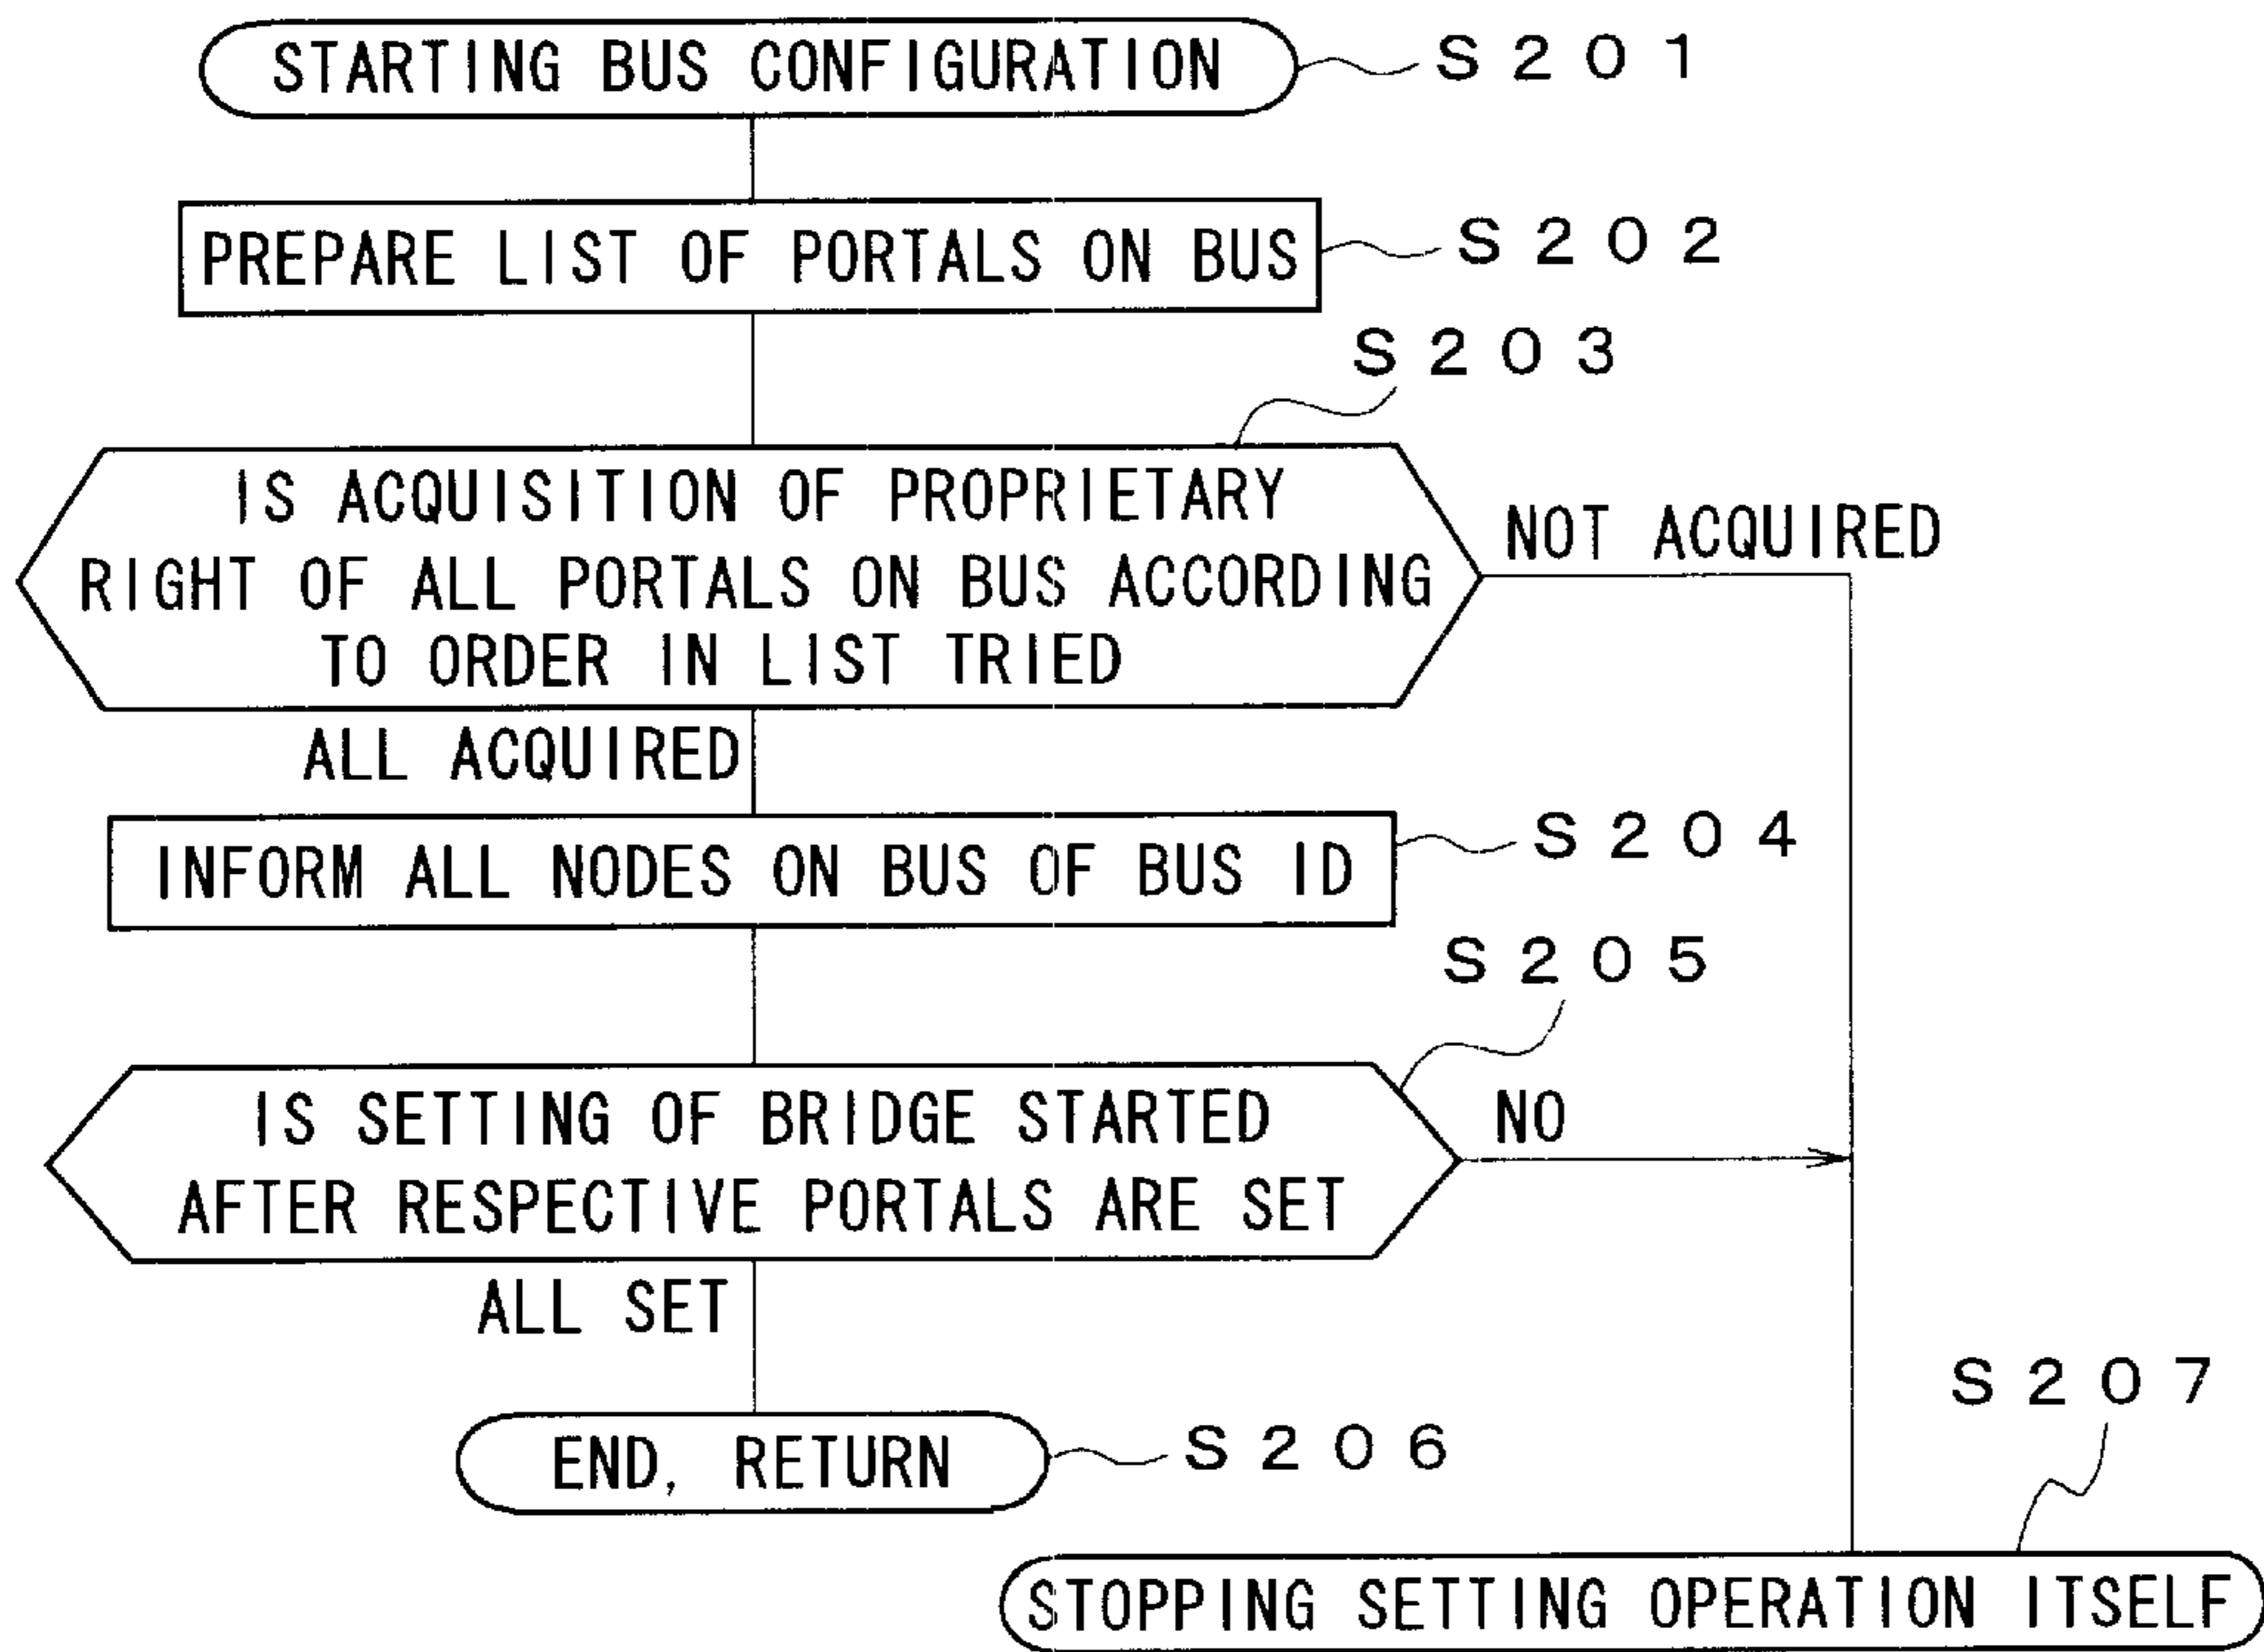 STARTING BUS CONFIGURATION
S201
PREPARE LIST OF PORTALS ON BUS
S202
S203
IS ACQUISITION OF PROPRIETARY
RIGHT OF ALL PORTALS ON BUS ACCORDING
TO ORDER IN LIST TRIED
NOT ACQUIRED
ALL ACQUIRED
INFORM ALL NODES ON BUS OF BUS ID
S204
S205
IS SETTING OF BRIDGE STARTED
AFTER RESPECTIVE PORTALS ARE SET
NO
ALL SET
END, RETURN
S206
S207
STOPPING SETTING OPERATION ITSELF